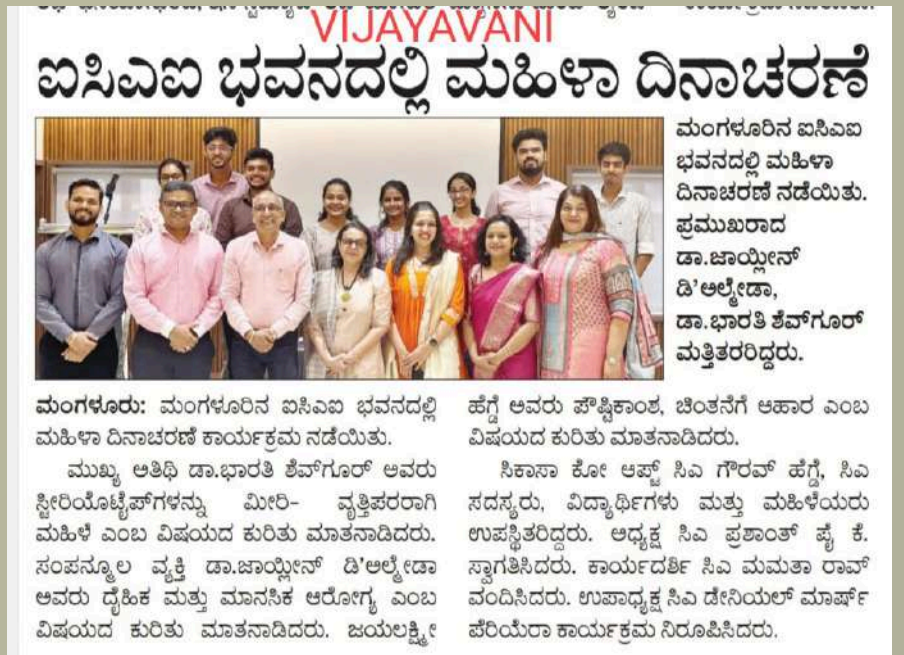 VIJAYAVANI
ಐಸಿಎಐ ಭವನದಲ್ಲಿ ಮಹಿಳಾ ದಿನಾಚರಣೆ
ಮಂಗಳೂರಿನ ಐಸಿಎಐ
ಭವನದಲ್ಲಿ ಮಹಿಳಾ
ದಿನಾಚರಣೆ ನಡೆಯಿತು.
ಪ್ರಮುಖರಾದ
ಡಾ.ಜಾಯ್ಲೀನ್
ಡಿ'ಅಲ್ಮೇಡಾ,
ಡಾ.ಭಾರತಿ ಶೆವ್‌ಗೂರ್
ಮತ್ತಿತರರಿದ್ದರು.
ಮಂಗಳೂರು: ಮಂಗಳೂರಿನ ಐಸಿಎಐ ಭವನದಲ್ಲಿ
ಮಹಿಳಾ ದಿನಾಚರಣೆ ಕಾರ್ಯಕ್ರಮ ನಡೆಯಿತು.
ಮುಖ್ಯ ಅತಿಥಿ ಡಾ.ಭಾರತಿ ಶೆವ್‌ಗೂರ್ ಅವರು
ಸ್ಟೀರಿಯೊಟೈಪ್‌ಗಳನ್ನು ಮೀರಿ- ವೃತ್ತಿಪರರಾಗಿ
ಮಹಿಳೆ ಎಂಬ ವಿಷಯದ ಕುರಿತು ಮಾತನಾಡಿದರು.
ಸಂಪನ್ಮೂಲ ವ್ಯಕ್ತಿ ಡಾ.ಜಾಯ್ಲೀನ್ ಡಿ'ಅಲ್ಮೇಡಾ
ಅವರು ದೈಹಿಕ ಮತ್ತು ಮಾನಸಿಕ ಆರೋಗ್ಯ ಎಂಬ
ವಿಷಯದ ಕುರಿತು ಮಾತನಾಡಿದರು. ಜಯಲಕ್ಷ್ಮೀ
ಹೆಗ್ಡೆ ಅವರು ಪೌಷ್ಟಿಕಾಂಶ, ಚಿಂತನೆಗೆ ಆಹಾರ ಎಂಬ
ವಿಷಯದ ಕುರಿತು ಮಾತನಾಡಿದರು.
ಸಿಕಾಸಾ ಕೋ ಆಪ್ಟ್ ಸಿಎ ಗೌರವ್ ಹೆಗ್ಡೆ, ಸಿಎ
ಸದಸ್ಯರು, ವಿದ್ಯಾರ್ಥಿಗಳು ಮತ್ತು ಮಹಿಳೆಯರು
ಉಪಸ್ಥಿತರಿದ್ದರು. ಅಧ್ಯಕ್ಷ ಸಿಎ ಪ್ರಶಾಂತ್ ಪೈ ಕೆ.
ಸ್ವಾಗತಿಸಿದರು. ಕಾರ್ಯದರ್ಶಿ ಸಿಎ ಮಮತಾ ರಾವ್
ವಂದಿಸಿದರು. ಉಪಾಧ್ಯಕ್ಷ ಸಿಎ ಡೇನಿಯಲ್ ಮಾರ್ಷ್
ಪೆರಿಯೆರಾ ಕಾರ್ಯಕ್ರಮ ನಿರೂಪಿಸಿದರು.